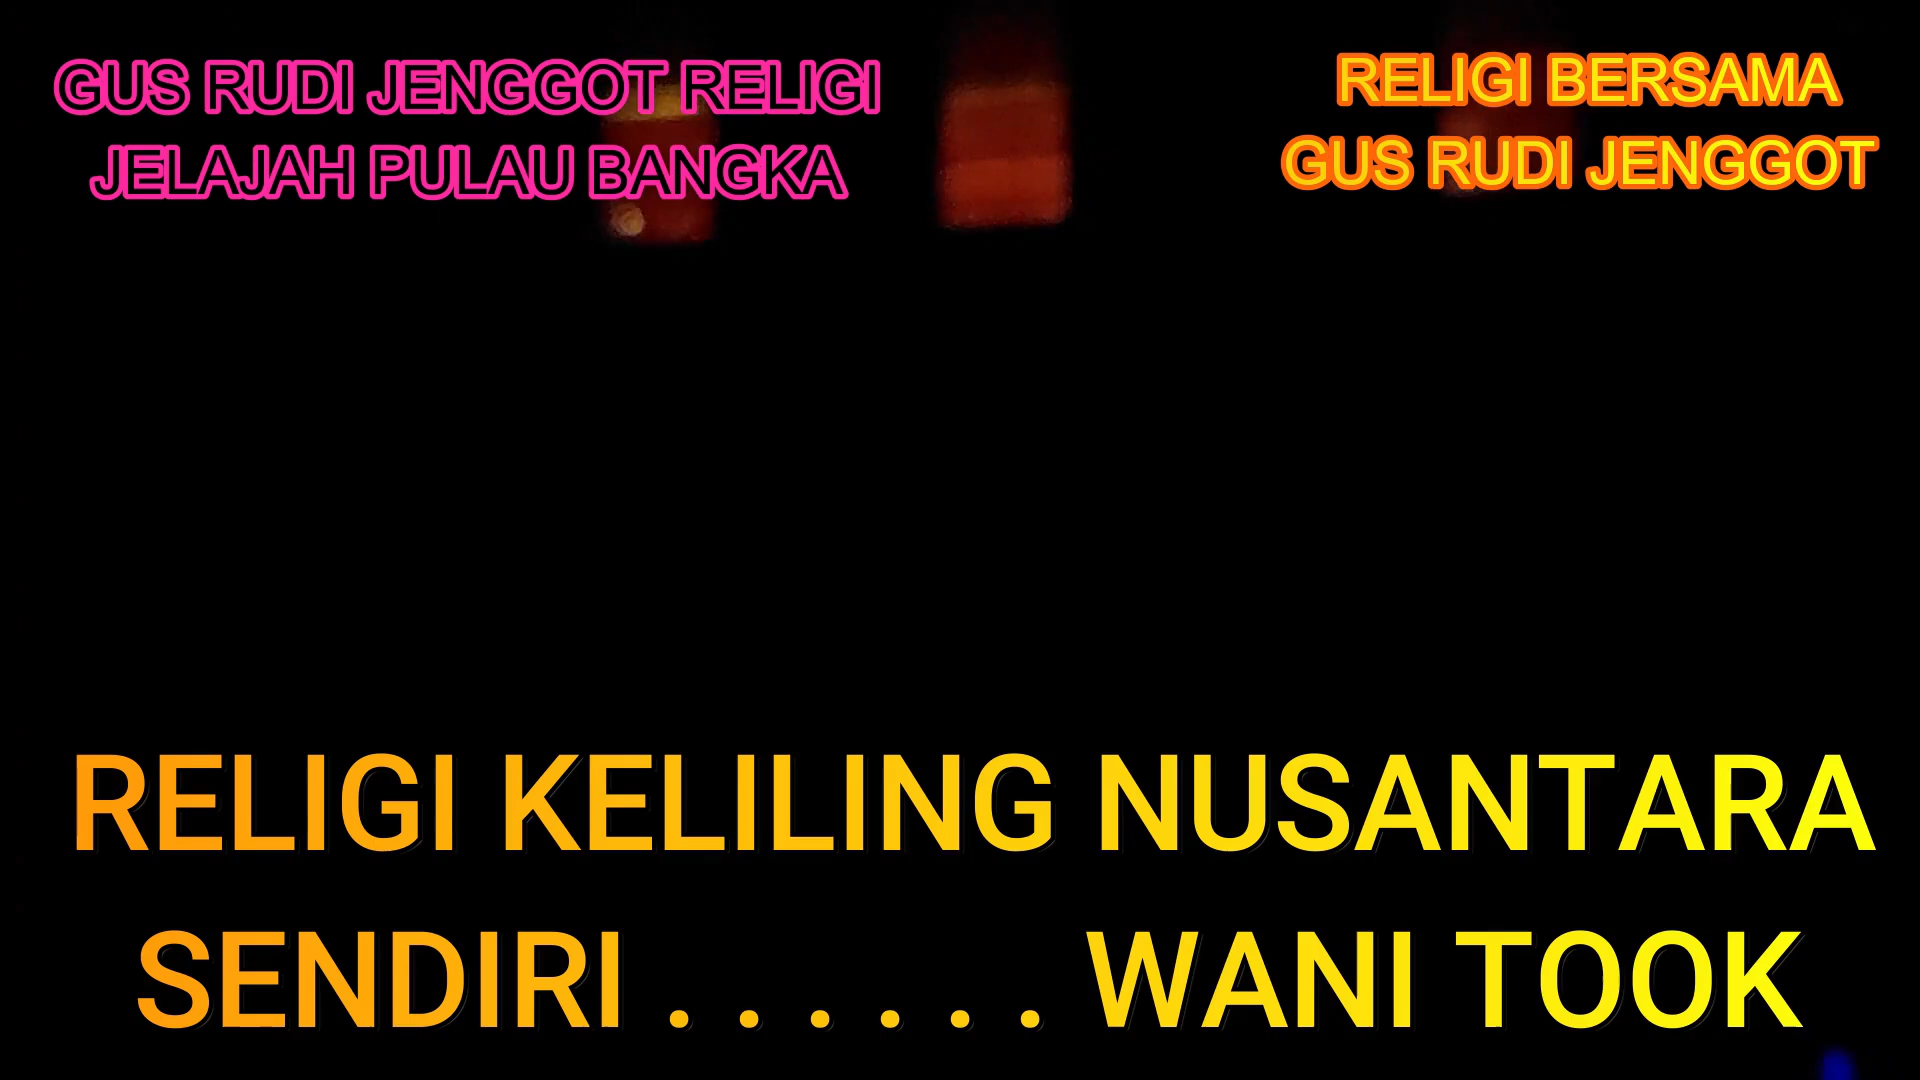 GUS RUDI JENGGOT RELIGI
JELAJAH PULAU BANGKA
RELIGI BERSAMA
GUS RUDI JENGGOT
RELIGI KELILING NUSANTARA
SENDIRI . . . . . . WANI TOOK